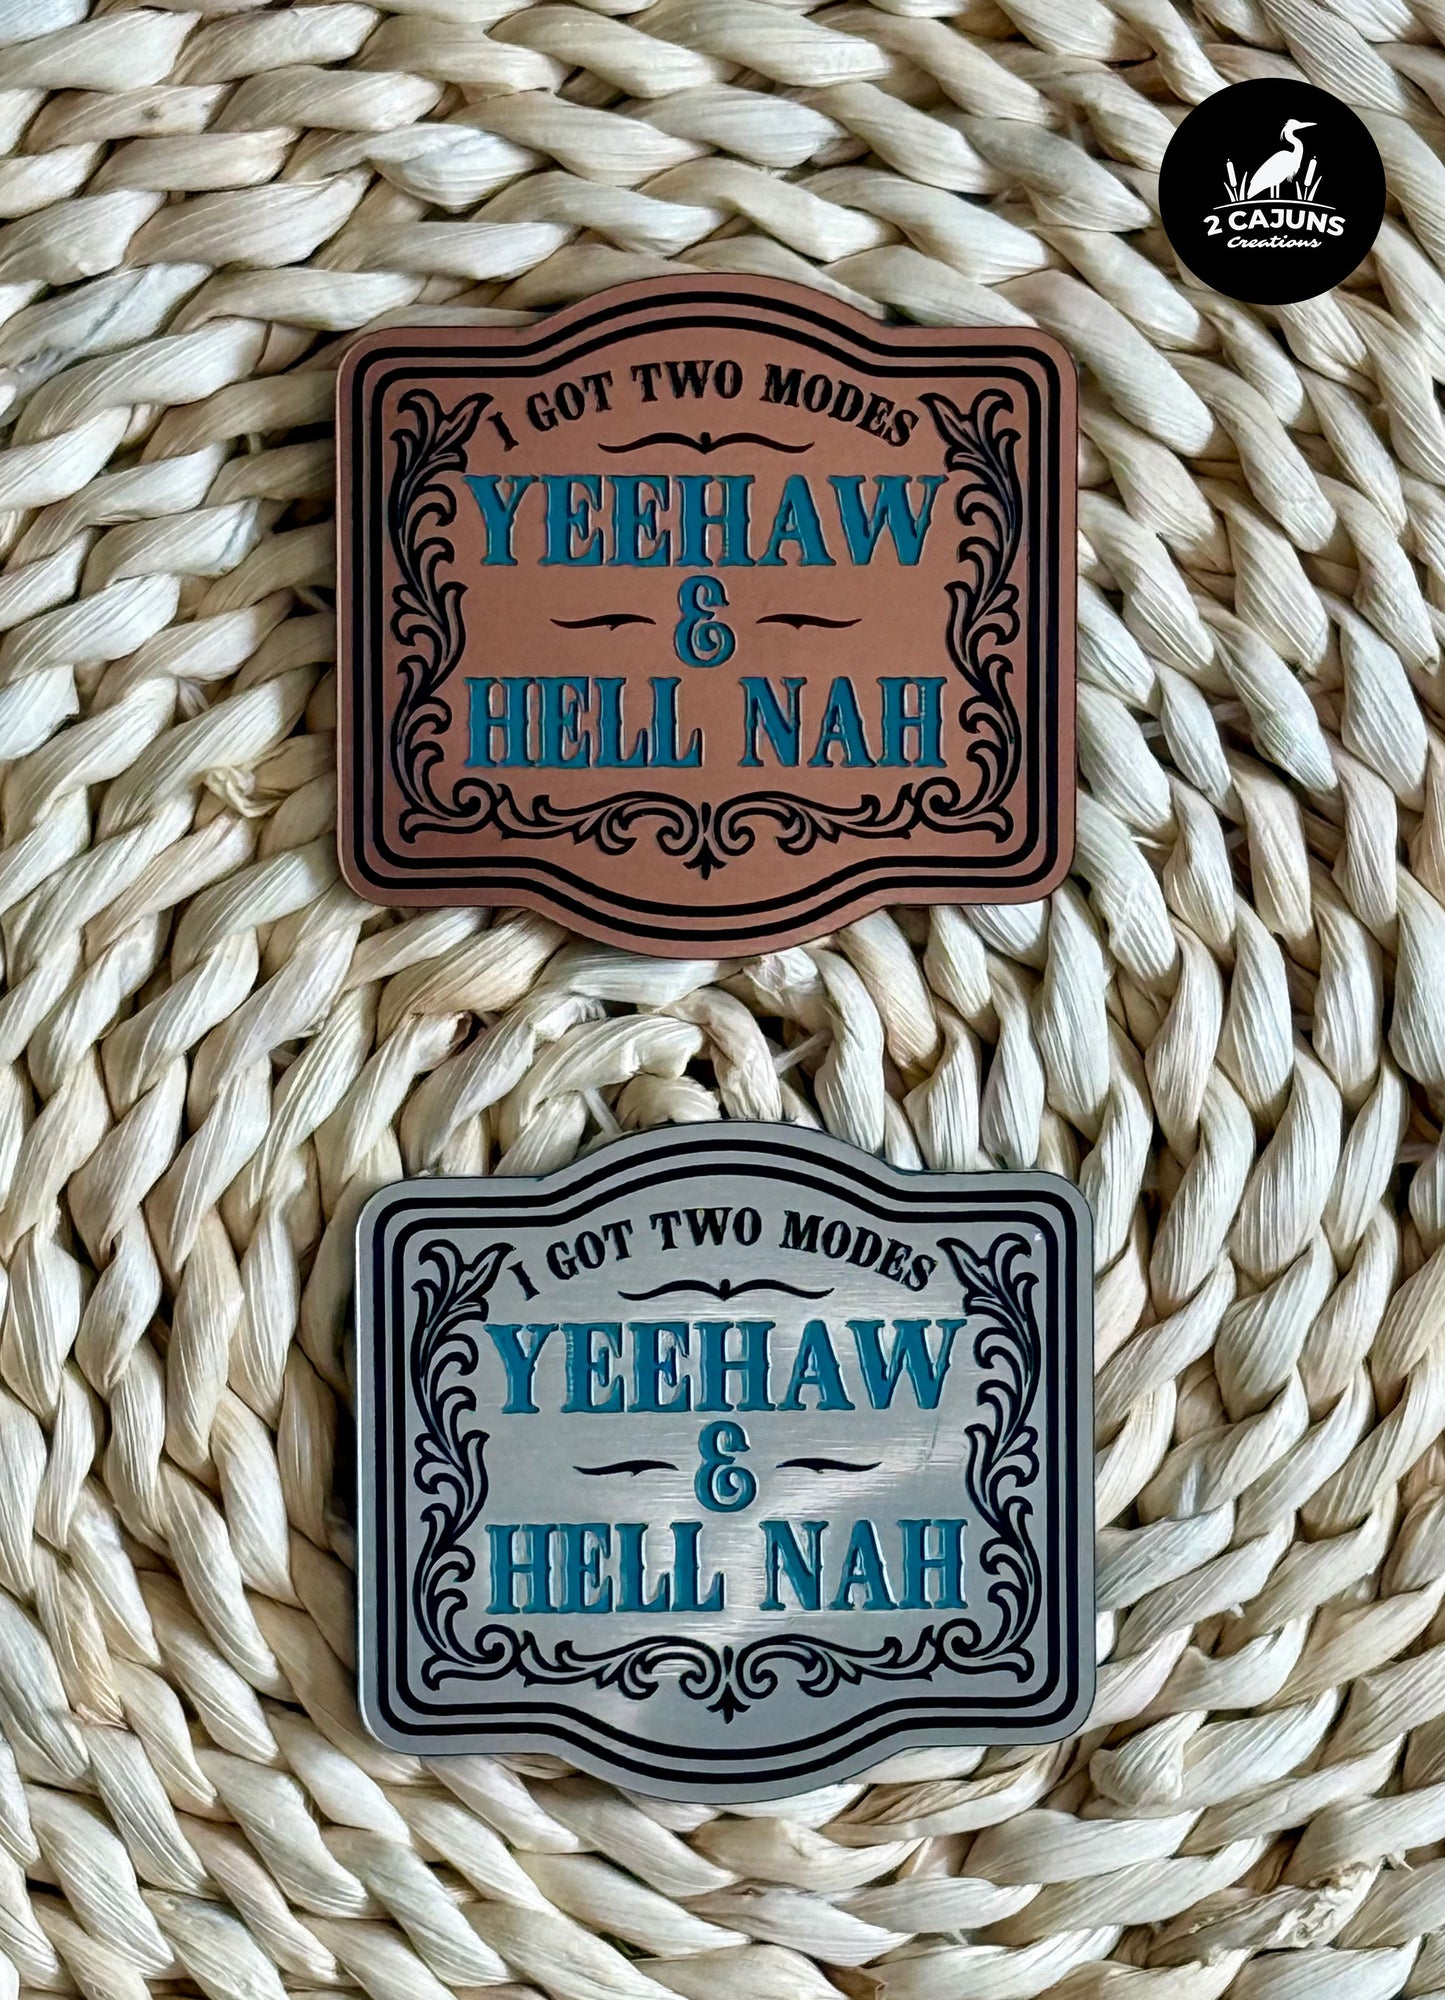 2 CAJUNS
Creations
I GOT TWO MODES
YEEHAW
&
HELL NAH
I GOT TWO MODES
YEEHAW
&
HELL NAH